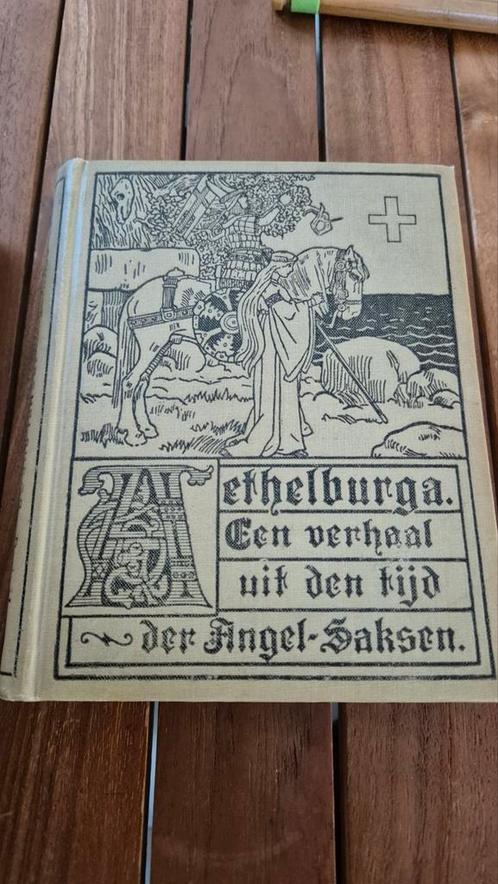 Aethelburga.
Een verhaal
uit den tijd
der Angel-Saksen.